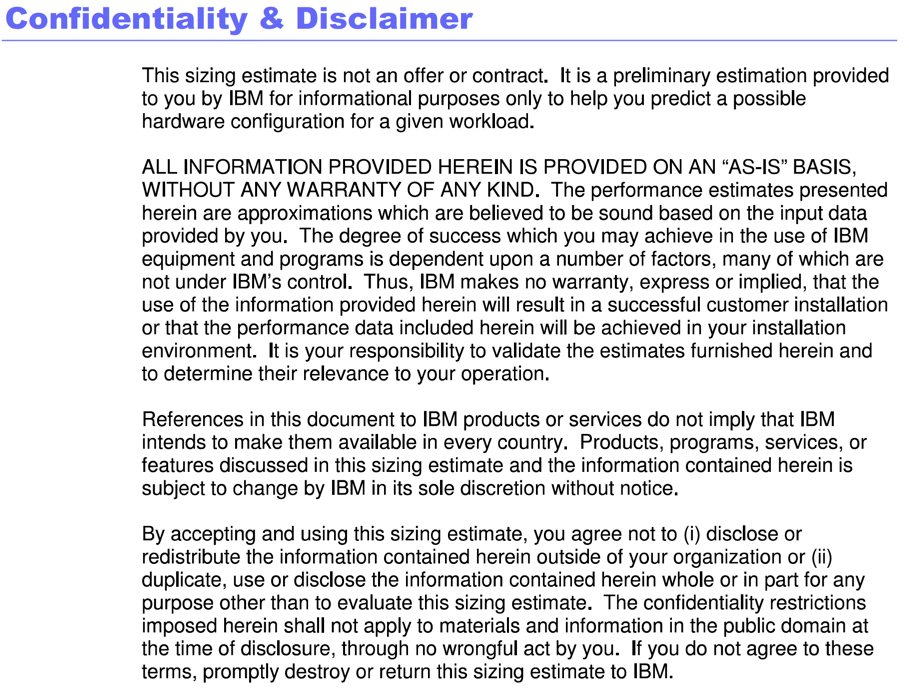 Confidentiality & Disclaimer
This sizing estimate is not an offer or contract. It is a preliminary estimation provided
to you by IBM for informational purposes only to help you predict a possible
hardware configuration for a given workload.
ALL INFORMATION PROVIDED HEREIN IS PROVIDED ON AN “AS-IS” BASIS,
WITHOUT ANY WARRANTY OF ANY KIND. The performance estimates presented
herein are approximations which are believed to be sound based on the input data
provided by you. The degree of success which you may achieve in the use of IBM
equipment and programs is dependent upon a number of factors, many of which are
not under IBM’s control. Thus, IBM makes no warranty, express or implied, that the
use of the information provided herein will result in a successful customer installation
or that the performance data included herein will be achieved in your installation
environment. It is your responsibility to validate the estimates furnished herein and
to determine their relevance to your operation.
References in this document to IBM products or services do not imply that IBM
intends to make them available in every country. Products, programs, services, or
features discussed in this sizing estimate and the information contained herein is
subject to change by IBM in its sole discretion without notice.
By accepting and using this sizing estimate, you agree not to (i) disclose or
redistribute the information contained herein outside of your organization or (ii)
duplicate, use or disclose the information contained herein whole or in part for any
purpose other than to evaluate this sizing estimate. The confidentiality restrictions
imposed herein shall not apply to materials and information in the public domain at
the time of disclosure, through no wrongful act by you. If you do not agree to these
terms, promptly destroy or return this sizing estimate to IBM.